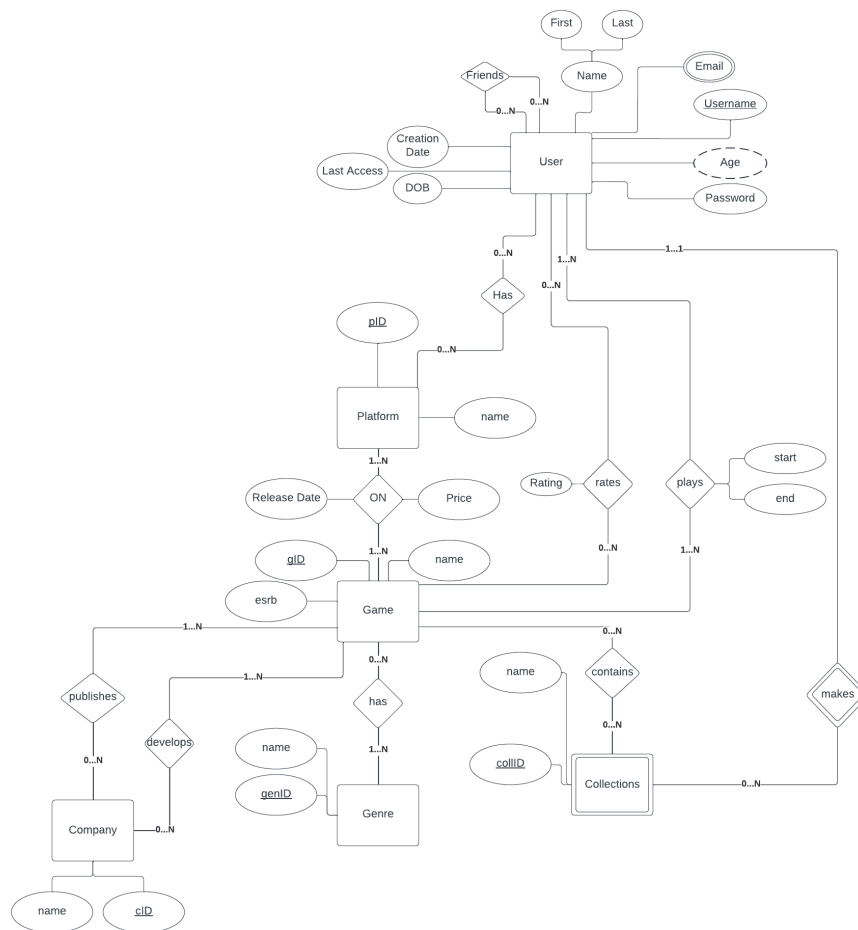 First
Last
Friends
Name
Email
0...N
0...N
Username
Creation
Date
User
Age
Last Access
DOB
Password
0...N
1...N
1...1
0...N
Has
pID
0...N
Platform
name
1...N
start
Release Date
ON
Price
Rating
rates
plays
end
1...N
0...N
1...N
gID
name
esrb
Game
1...N
0...N
0...N
name
contains
1...N
publishes
has
makes
0...N
develops
name
1...N
0...N
collID
Collections
0...N
genID
Genre
Company
0...N
name
cID